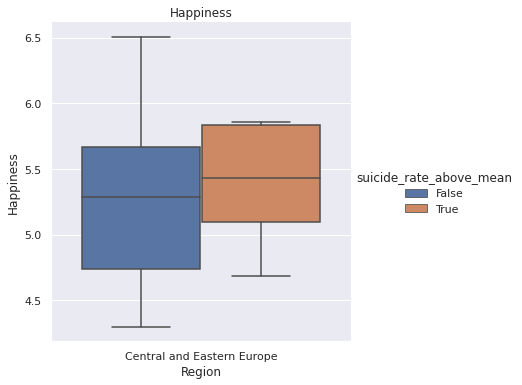 Happiness
6.5
6.0
5.5
5.0
4.5
Happiness
Central and Eastern Europe
Region
suicide_rate_above_mean
False
True